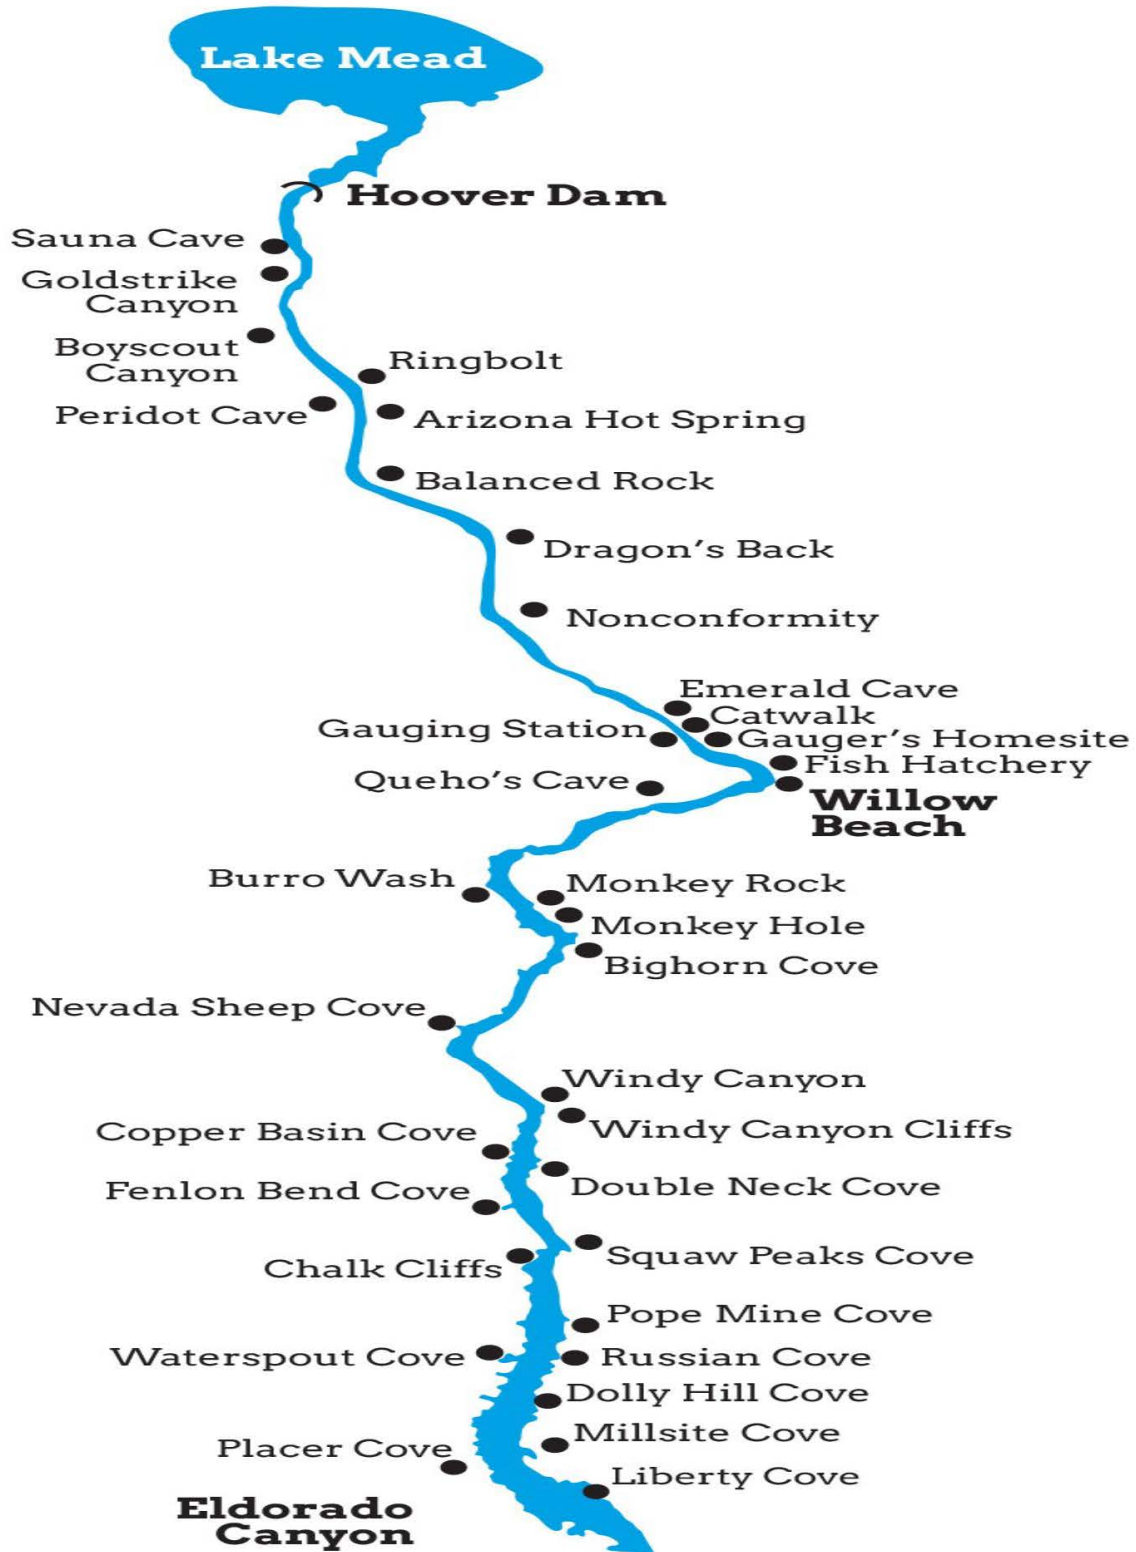 Lake Mead
Hoover Dam
Sauna Cave
Goldstrike
Canyon
Boyscout
Canyon
Ringbolt
Peridot Cave
Arizona Hot Spring
Balanced Rock
Dragon's Back
Nonconformity
Emerald Cave
Catwalk
Gauging Station
Gauger's Homesite
Fish Hatchery
Queho's Cave
Willow
Beach
Burro Wash
Monkey Rock
Monkey Hole
Bighorn Cove
Nevada Sheep Cove
Windy Canyon
Windy Canyon Cliffs
Copper Basin Cove
Double Neck Cove
Fenlon Bend Cove
Squaw Peaks Cove
Chalk Cliffs
Pope Mine Cove
Waterspout Cove
Russian Cove
Dolly Hill Cove
Millsite Cove
Placer Cove
Liberty Cove
Eldorado
Canyon